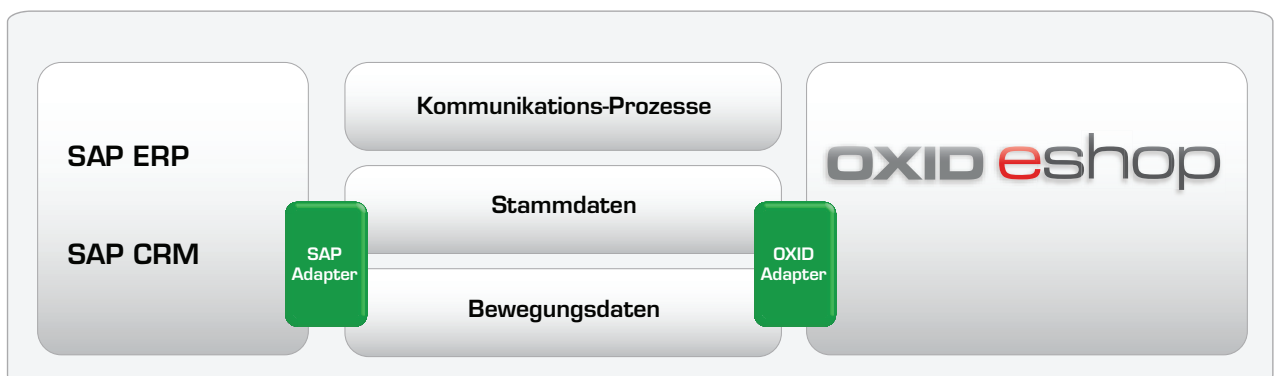 SAP ERP
SAP CRM
SAP
Adapter
Kommunikations-Prozesse
Stammdaten
Bewegungsdaten
OXID
Adapter
OXID eshop